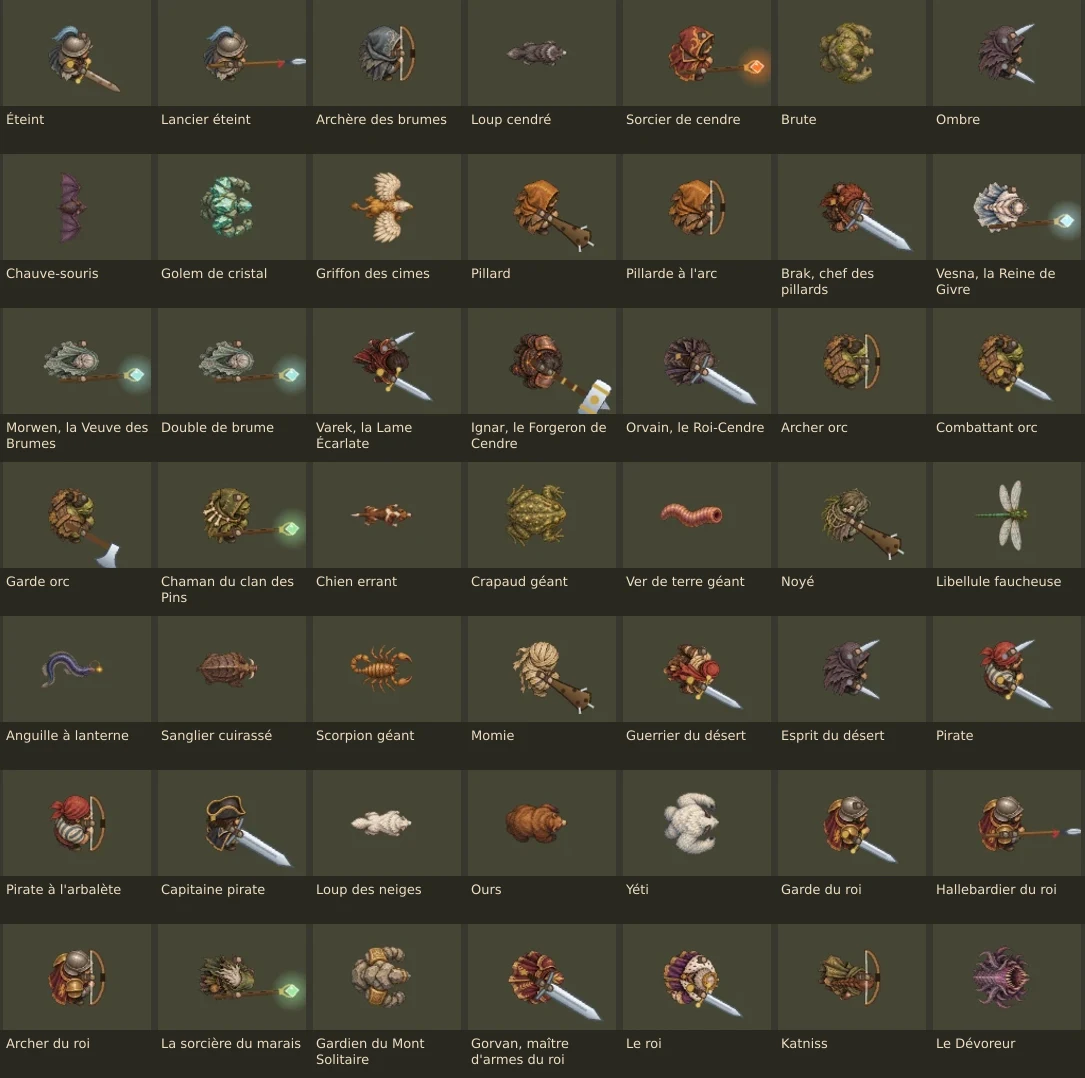 Éteint
Lancier éteint
Archère des brumes
Loup cendré
Sorcier de cendre
Brute
Ombre
Chauve-souris
Golem de cristal
Griffon des cimes
Pillard
Pillarde à l'arc
Brak, chef des
pillards
Vesna, la Reine de
Givre
Morwen, la Veuve des
Brumes
Double de brume
Varek, la Lame
Écarlate
Ignar, le Forgeron de
Cendre
Orvain, le Roi-Cendre
Archer orc
Combattant orc
Garde orc
Chaman du clan des
Pins
Chien errant
Crapaud géant
Ver de terre géant
Noyé
Libellule faucheuse
Anguille à lanterne
Sanglier cuirassé
Scorpion géant
Momie
Guerrier du désert
Esprit du désert
Pirate
Pirate à l'arbalète
Capitaine pirate
Loup des neiges
Ours
Yéti
Garde du roi
Hallebardier du roi
Archer du roi
La sorcière du marais
Gardien du Mont
Solitaire
Gorvan, maître
d'armes du roi
Le roi
Katniss
Le Dévoreur